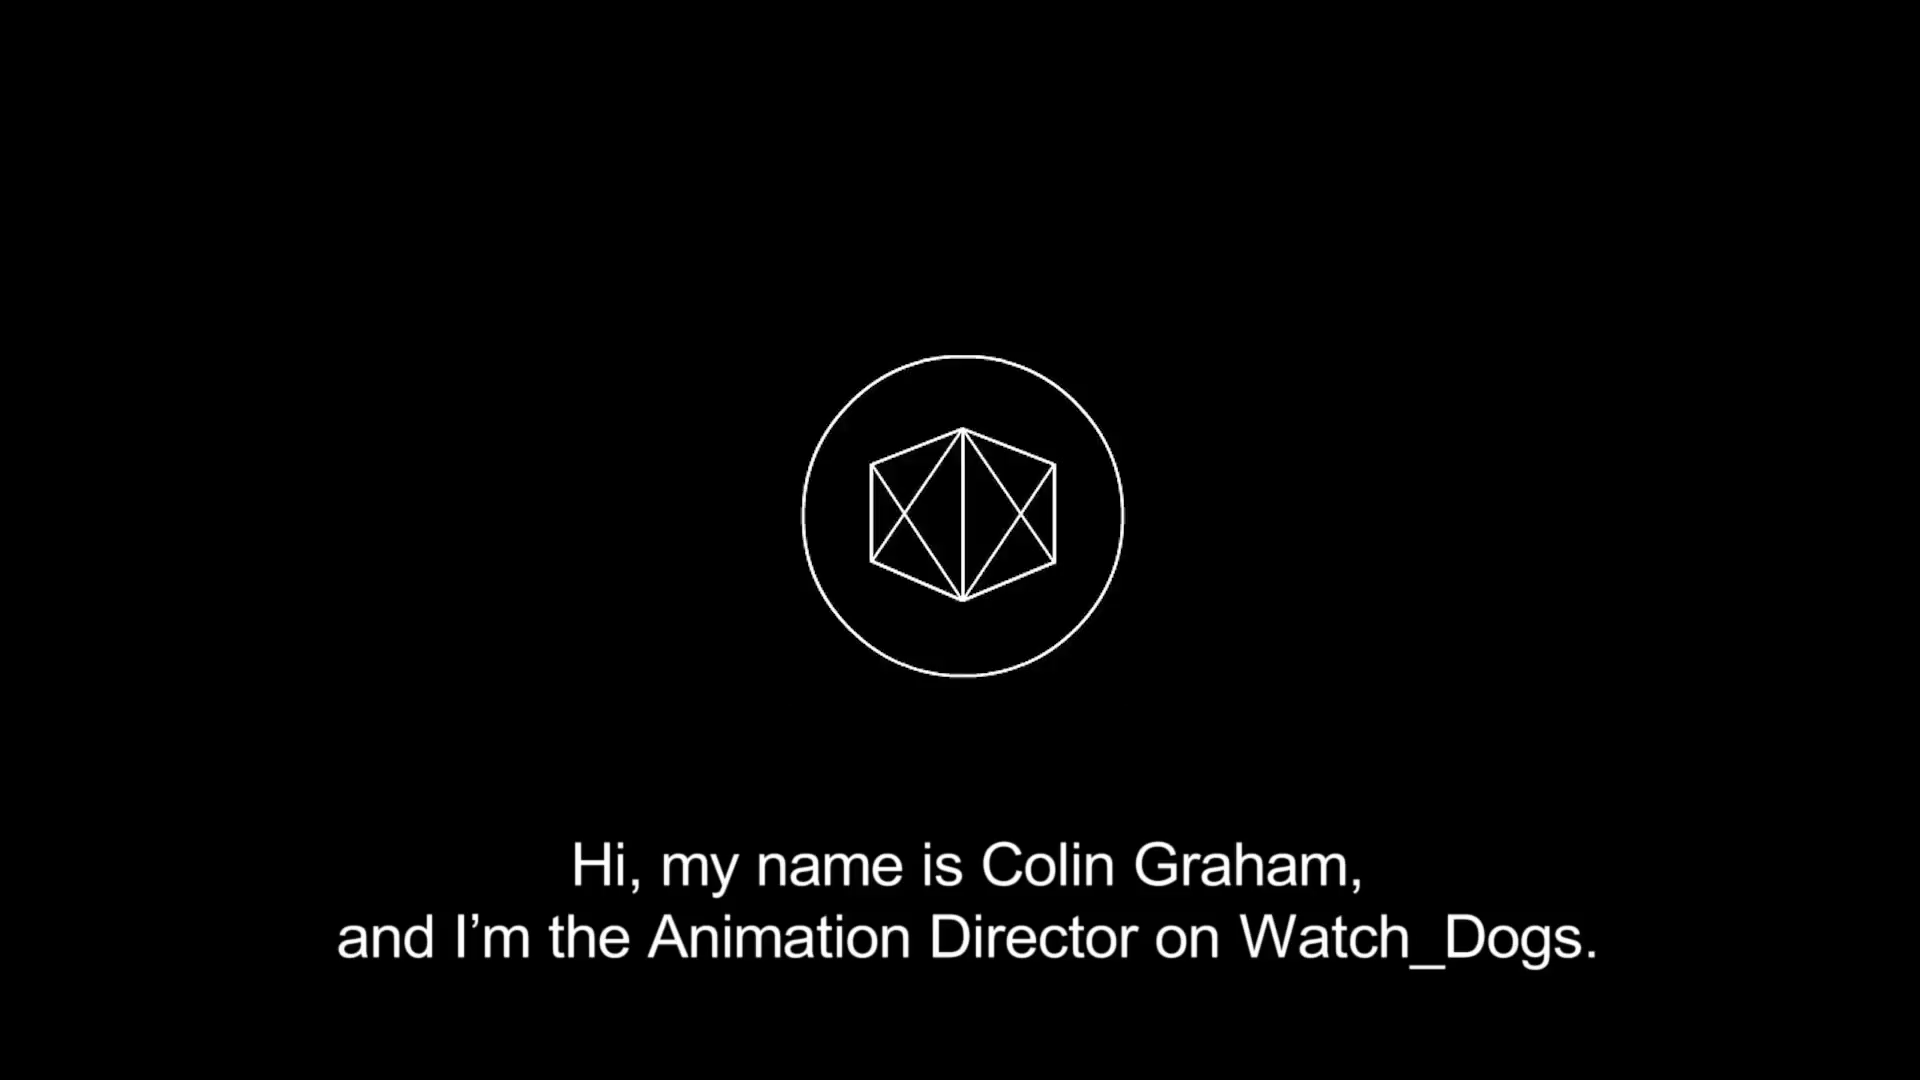 Hi, my name is Colin Graham,
and I’m the Animation Director on Watch_Dogs.